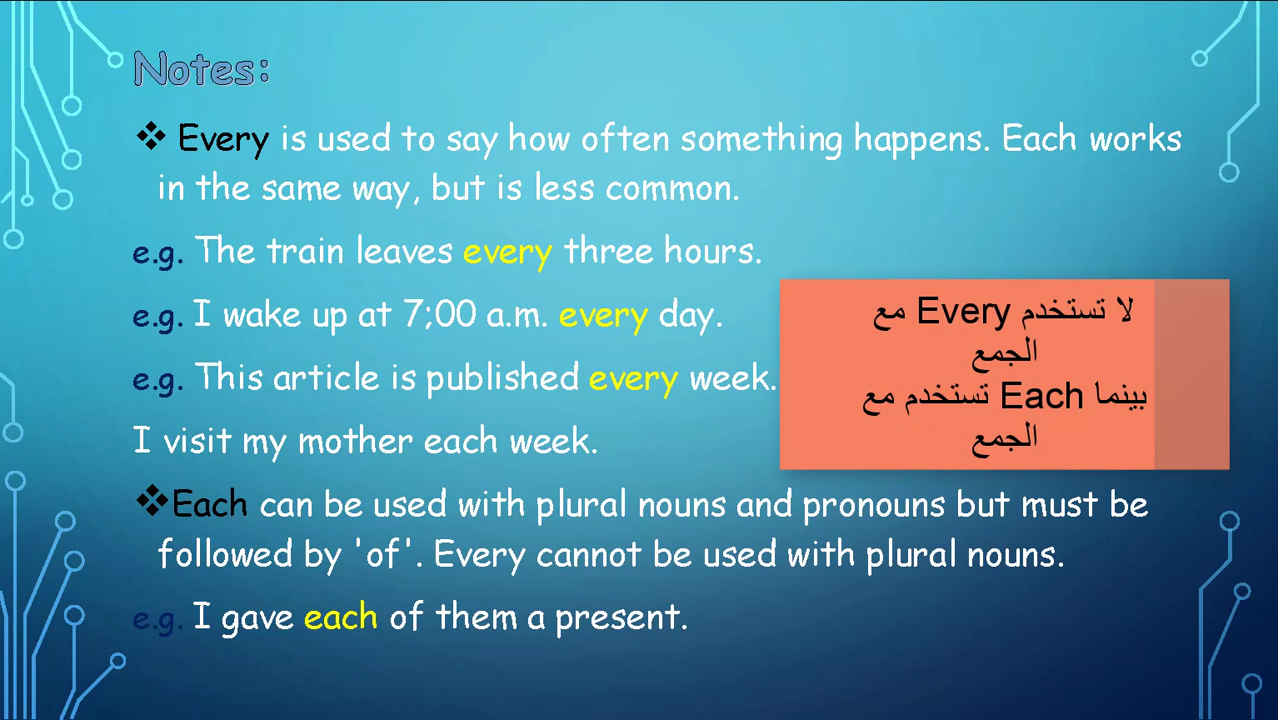 Notes:
❖ Every is used to say how often something happens. Each works
in the same way, but is less common.
e.g. The train leaves every three hours.
e.g. I wake up at 7;00 a.m. every day.
e.g. This article is published every week.
I visit my mother each week.
لا تستخدم Every مع
الجمع
بينما Each تستخدم مع
الجمع
❖Each can be used with plural nouns and pronouns but must be
followed by 'of'. Every cannot be used with plural nouns.
e.g. I gave each of them a present.